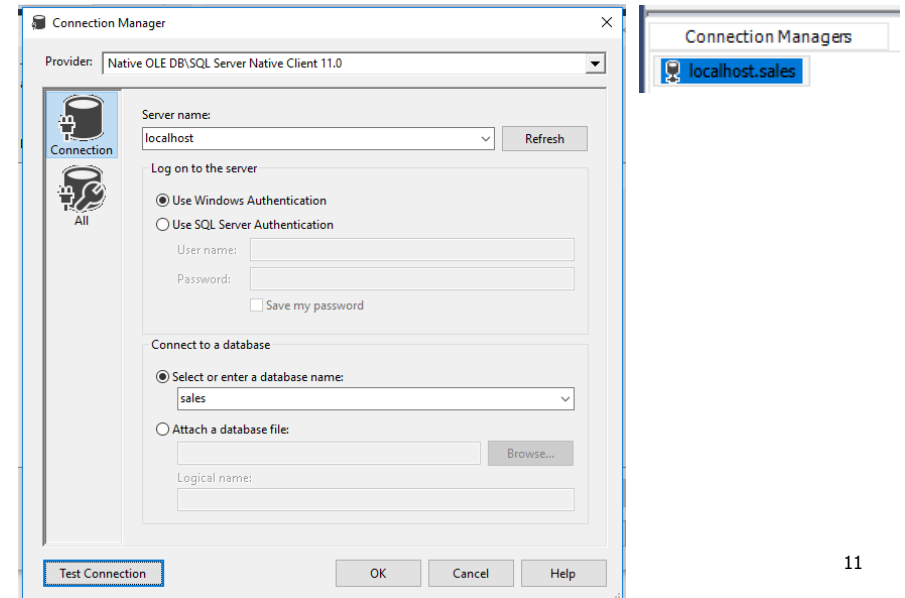 Connection Manager
Provider: Native OLE DB\SQL Server Native Client 11.0
Connection
All
Server name:
localhost
Refresh
Log on to the server
Use Windows Authentication
Use SQL Server Authentication
User name:
Password:
Save my password
Connect to a database
Select or enter a database name:
sales
Attach a database file:
Browse...
Logical name:
Test Connection OK Cancel Help
Connection Managers
localhost.sales
11